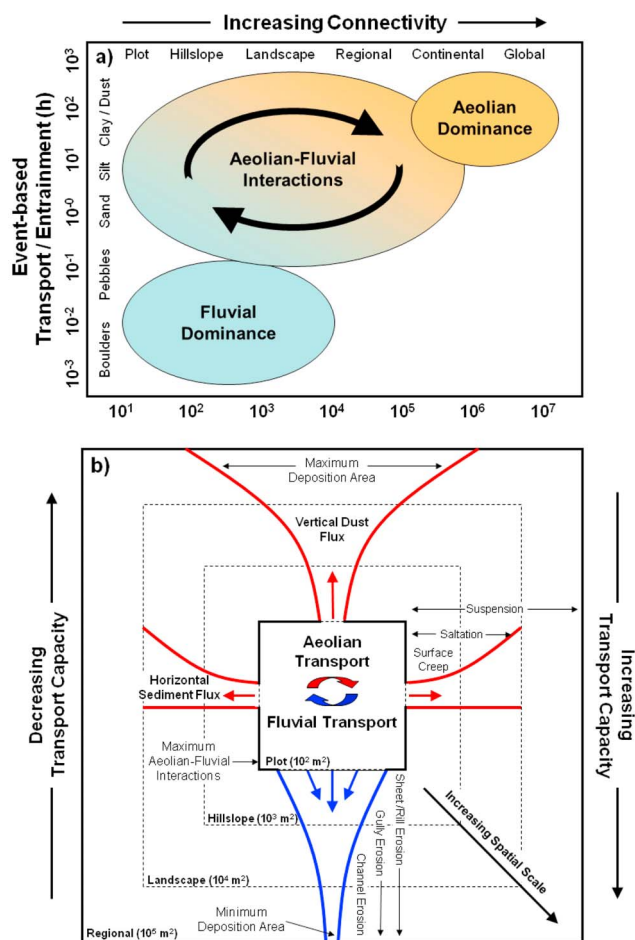 Increasing Connectivity
a)
Plot Hillslope Landscape Regional Continental Global
Event-based
Transport / Entrainment (h)
10³
10²
10¹
10⁻⁰
10⁻¹
10⁻²
10⁻³
Clay / Dust
Silt
Sand
Pebbles
Boulders
Aeolian
Dominance
Aeolian-Fluvial
Interactions
Fluvial
Dominance
10¹ 10² 10³ 10⁴ 10⁵ 10⁶ 10⁷
b)
Decreasing
Transport Capacity
Increasing
Transport Capacity
Maximum
Deposition Area
Vertical Dust
Flux
Suspension
Saltation
Surface
Creep
Aeolian
Transport
Fluvial Transport
Horizontal
Sediment Flux
Maximum
Aeolian-Fluvial
Interactions
Plot (10² m²)
Hillslope (10³ m²)
Landscape (10⁴ m²)
Regional (10⁵ m²)
Sheet /Rill Erosion
Gully Erosion
Channel Erosion
Increasing Spatial Scale
Minimum
Deposition Area